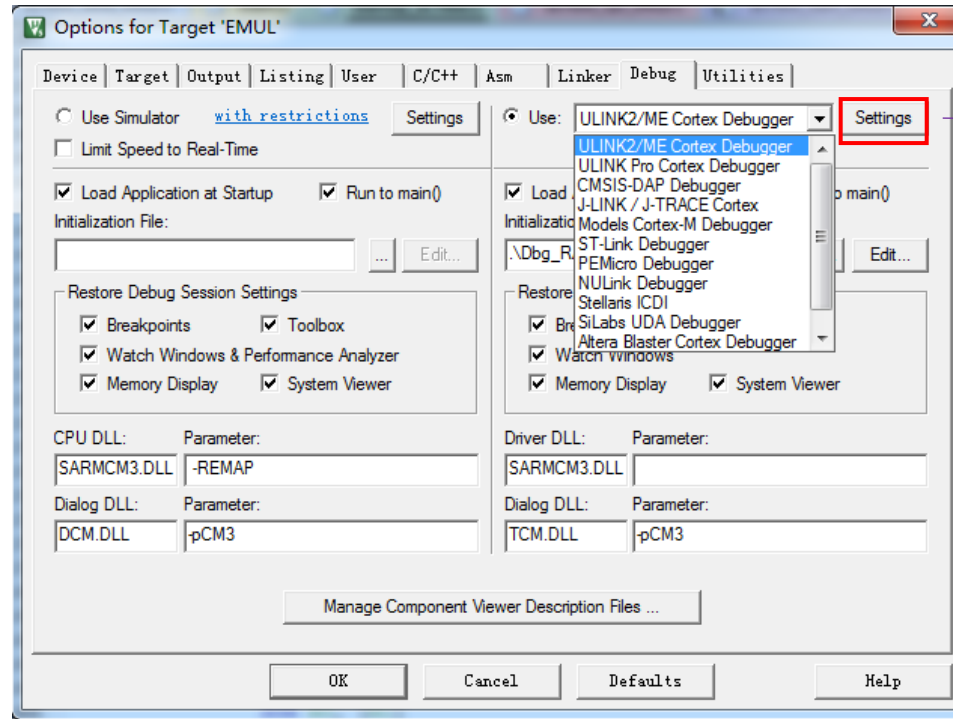 Options for Target 'EMUL'
Device Target Output Listing User C/C++ Asm Linker Debug Utilities
Use Simulator with restrictions Settings
Limit Speed to Real-Time
Load Application at Startup Run to main()
Initialization File:
... Edit...
Restore Debug Session Settings
Breakpoints Toolbox
Watch Windows & Performance Analyzer
Memory Display System Viewer
CPU DLL: Parameter:
SARMCM3.DLL -REMAP
Dialog DLL: Parameter:
DCM.DLL -pCM3
Use: ULINK2/ME Cortex Debugger Settings
ULINK2/ME Cortex Debugger
ULINK Pro Cortex Debugger
CMSIS-DAP Debugger
J-LINK / J-TRACE Cortex
Models Cortex-M Debugger
ST-Link Debugger
PEMicro Debugger
NULink Debugger
Stellaris ICDI
SiLabs UDA Debugger
Altera Blaster Cortex Debugger
Load main()
Edit...
Restore
Watch Windows
Memory Display System Viewer
Driver DLL: Parameter:
SARMCM3.DLL
Dialog DLL: Parameter:
TCM.DLL -pCM3
Manage Component Viewer Description Files ...
OK Cancel Defaults Help